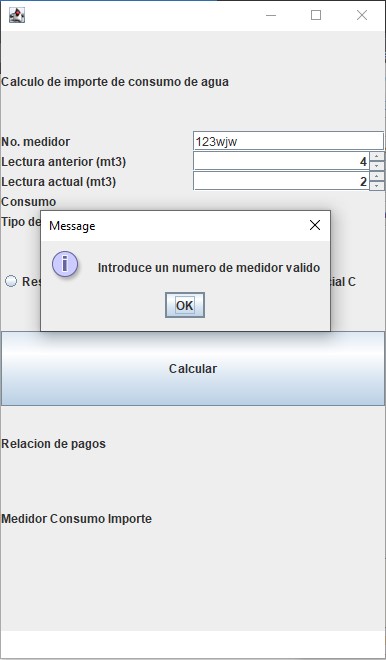 Calculo de importe de consumo de agua
No. medidor 123wjw
Lectura anterior (mt3) 4
Lectura actual (mt3) 2
Consumo
Tipo de
Message
Introduce un numero de medidor valido
OK
Res cial C
Calcular
Relacion de pagos
Medidor Consumo Importe